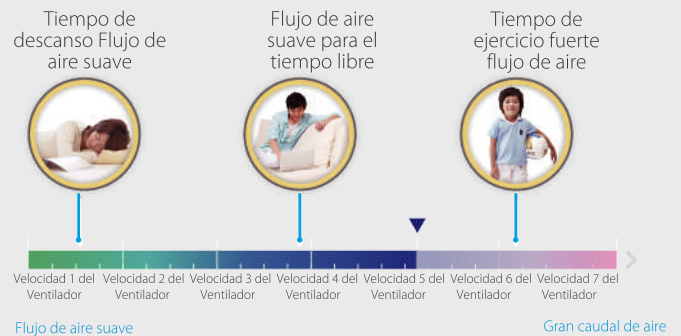 Tiempo de
descanso Flujo de
aire suave
Flujo de aire
suave para el
tiempo libre
Tiempo de
ejercicio fuerte
flujo de aire
Velocidad 1 del
Ventilador
Velocidad 2 del
Ventilador
Velocidad 3 del
Ventilador
Velocidad 4 del
Ventilador
Velocidad 5 del
Ventilador
Velocidad 6 del
Ventilador
Velocidad 7 del
Ventilador
Flujo de aire suave
Gran caudal de aire